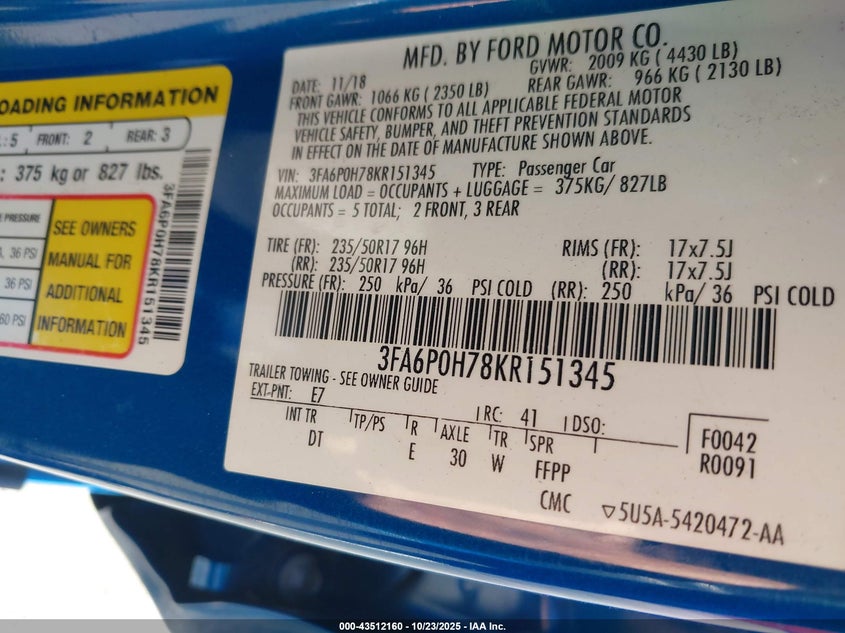 OADING INFORMATION
: 5 FRONT: 2 REAR: 3
: 375 kg or 827 lbs.
PRESSURE
, 36 PSI
36 PSI
60 PSI
SEE OWNERS
MANUAL FOR
ADDITIONAL
INFORMATION
3FA6P0H78KR151345
MFD. BY FORD MOTOR CO.
DATE: 11/18 GVWR: 2009 KG ( 4430 LB)
FRONT GAWR: 1066 KG ( 2350 LB) REAR GAWR: 966 KG ( 2130 LB)
THIS VEHICLE CONFORMS TO ALL APPLICABLE FEDERAL MOTOR
VEHICLE SAFETY, BUMPER, AND THEFT PREVENTION STANDARDS
IN EFFECT ON THE DATE OF MANUFACTURE SHOWN ABOVE.
VIN: 3FA6P0H78KR151345 TYPE: Passenger Car
MAXIMUM LOAD = OCCUPANTS + LUGGAGE = 375KG/ 827LB
OCCUPANTS = 5 TOTAL; 2 FRONT, 3 REAR
TIRE (FR): 235/50R17 96H RIMS (FR): 17x7.5J
(RR): 235/50R17 96H (RR): 17x7.5J
PRESSURE (FR): 250 kPa/ 36 PSI COLD (RR): 250 kPa/ 36 PSI COLD
3FA6P0H78KR151345
TRAILER TOWING - SEE OWNER GUIDE
EXT-PNT: E7 RC: 41 DSO:
INT TR TP/PS R AXLE TR SPR
DT E 30 W FFPP
CMC
F0042
R0091
▽5U5A-5420472-AA
000-43512160 - 10/23/2025 - IAA Inc.